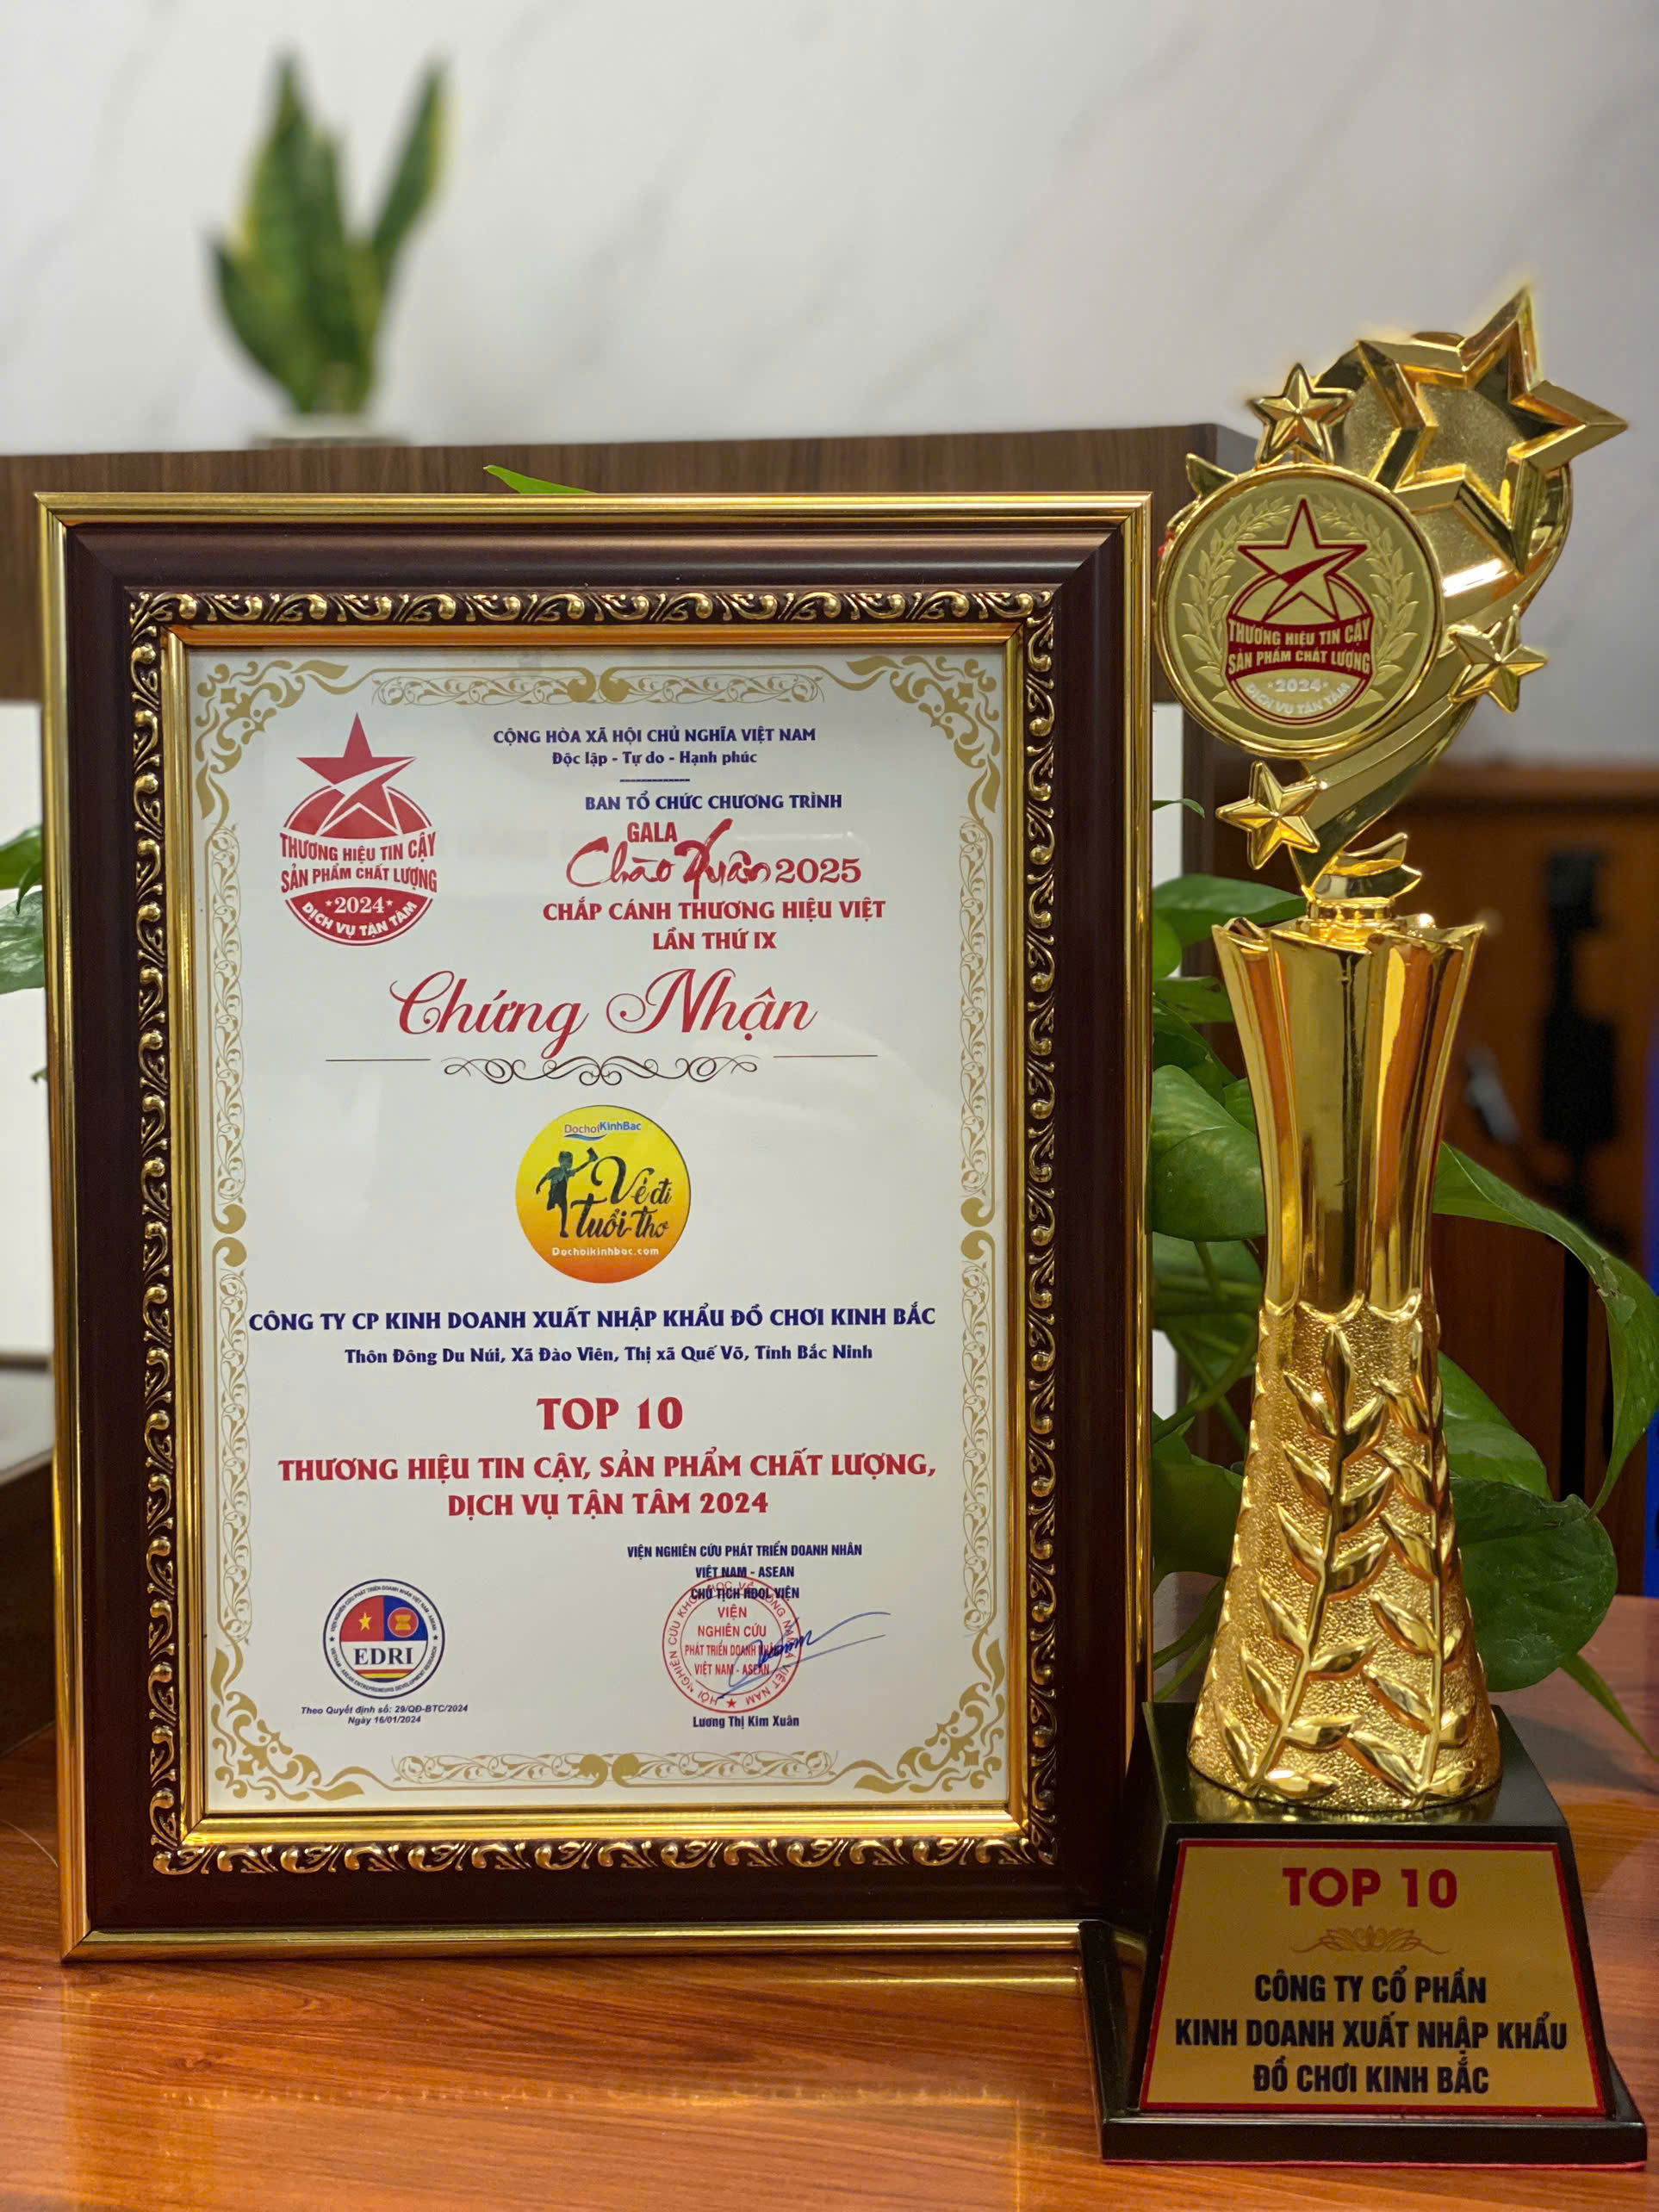 CỘNG HÒA XÃ HỘI CHỦ NGHĨA VIỆT NAM
Độc lập - Tự do - Hạnh phúc
BAN TỔ CHỨC CHƯƠNG TRÌNH
GALA
Chào Xuân 2025
CHẮP CÁNH THƯƠNG HIỆU VIỆT
LẦN THỨ IX
THƯƠNG HIỆU TIN CẬY
SẢN PHẨM CHẤT LƯỢNG
2024
DỊCH VỤ TẬN TÂM
Chứng Nhận
DochoiKinhBac
Vé đi
tuổi thơ
Dochoikinhbac.com
CÔNG TY CP KINH DOANH XUẤT NHẬP KHẨU ĐỒ CHƠI KINH BẮC
Thôn Đông Du Núi, Xã Đào Viên, Thị xã Quế Võ, Tỉnh Bắc Ninh
TOP 10
THƯƠNG HIỆU TIN CẬY, SẢN PHẨM CHẤT LƯỢNG,
DỊCH VỤ TẬN TÂM 2024
VIỆN NGHIÊN CỨU PHÁT TRIỂN DOANH NHÂN
VIỆT NAM - ASEAN
CHỦ TỊCH HĐQL VIỆN
VIỆN
NGHIÊN CỨU
PHÁT TRIỂN DOANH NHÂN
VIỆT NAM - ASEAN
Lương Thị Kim Xuân
EDRI
Theo Quyết định số: 29/QĐ-BTC/2024
Ngày 16/01/2024
THƯƠNG HIỆU TIN CẬY
SẢN PHẨM CHẤT LƯỢNG
2024
DỊCH VỤ TẬN TÂM
TOP 10
CÔNG TY CỔ PHẦN
KINH DOANH XUẤT NHẬP KHẨU
ĐỒ CHƠI KINH BẮC